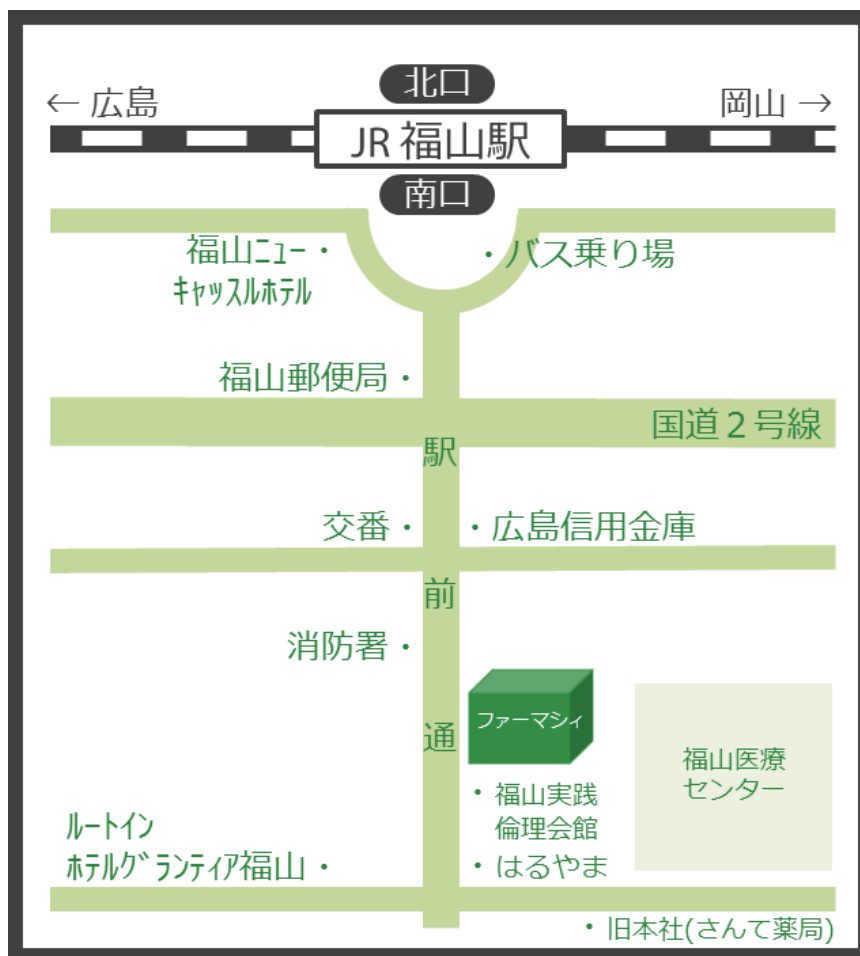 北口
← 広島
岡山 →
JR 福山駅
南口
福山ﾆｭｰ・
ｷｬｯｽﾙﾎﾃﾙ
・バス乗り場
福山郵便局・
国道２号線
駅
交番・
・広島信用金庫
前
消防署・
ファーマシィ
通
福山医療
センター
・福山実践
倫理会館
・はるやま
ﾙｰﾄｲﾝ
ﾎﾃﾙｸﾞﾗﾝﾃｨｱ福山・
・旧本社(さんて薬局)